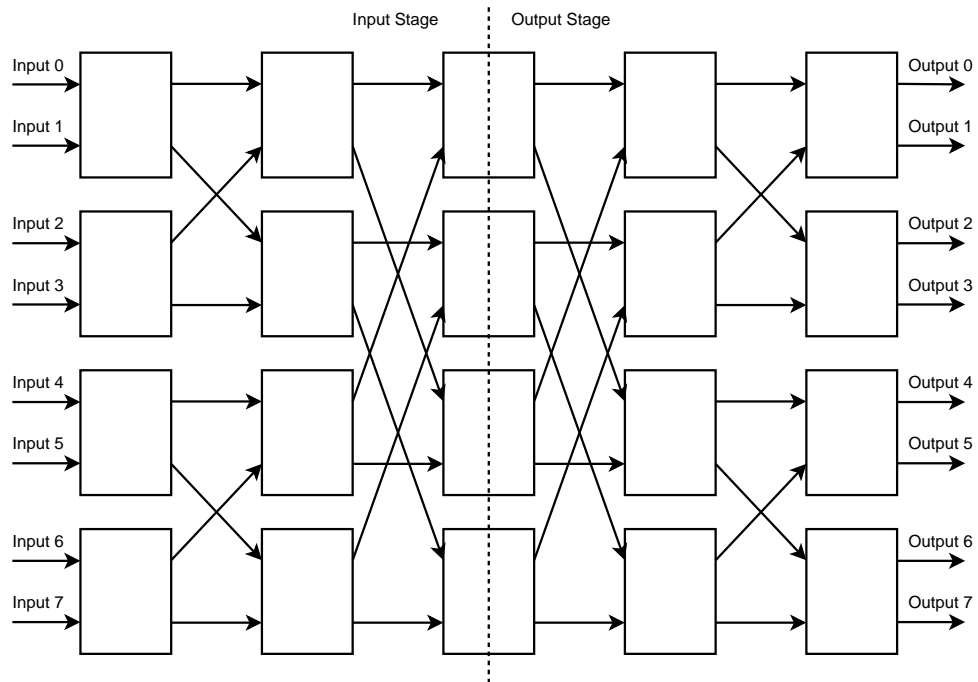 Input Stage
Output Stage
Input 0
Output 0
Input 1
Output 1
Input 2
Output 2
Input 3
Output 3
Input 4
Output 4
Input 5
Output 5
Input 6
Output 6
Input 7
Output 7